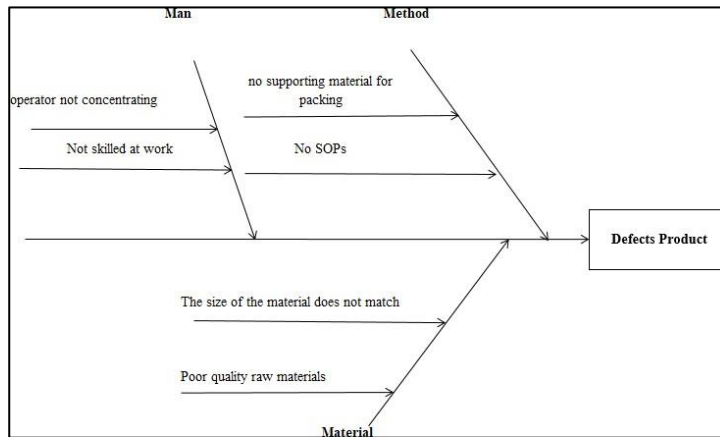 Man
Method
no supporting material for
packing
operator not concentrating
Not skilled at work
No SOPs
Defects Product
The size of the material does not match
Poor quality raw materials
Material